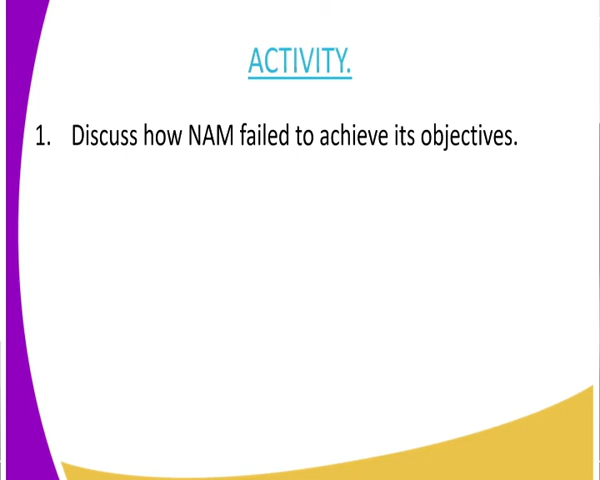 ACTIVITY.
1. Discuss how NAM failed to achieve its objectives.